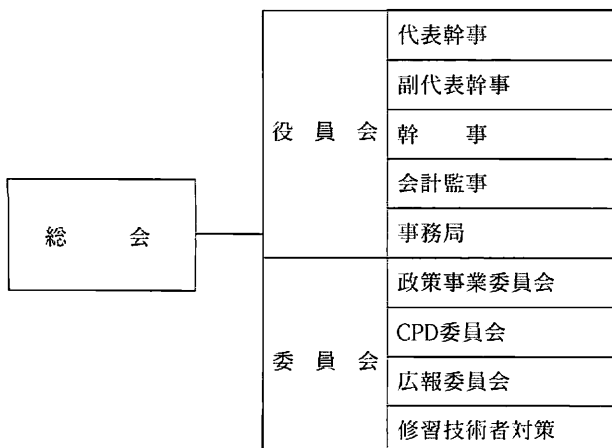 総会
役員会
代表幹事
副代表幹事
幹事
会計監事
事務局
委員会
政策事業委員会
CPD委員会
広報委員会
修習技術者対策